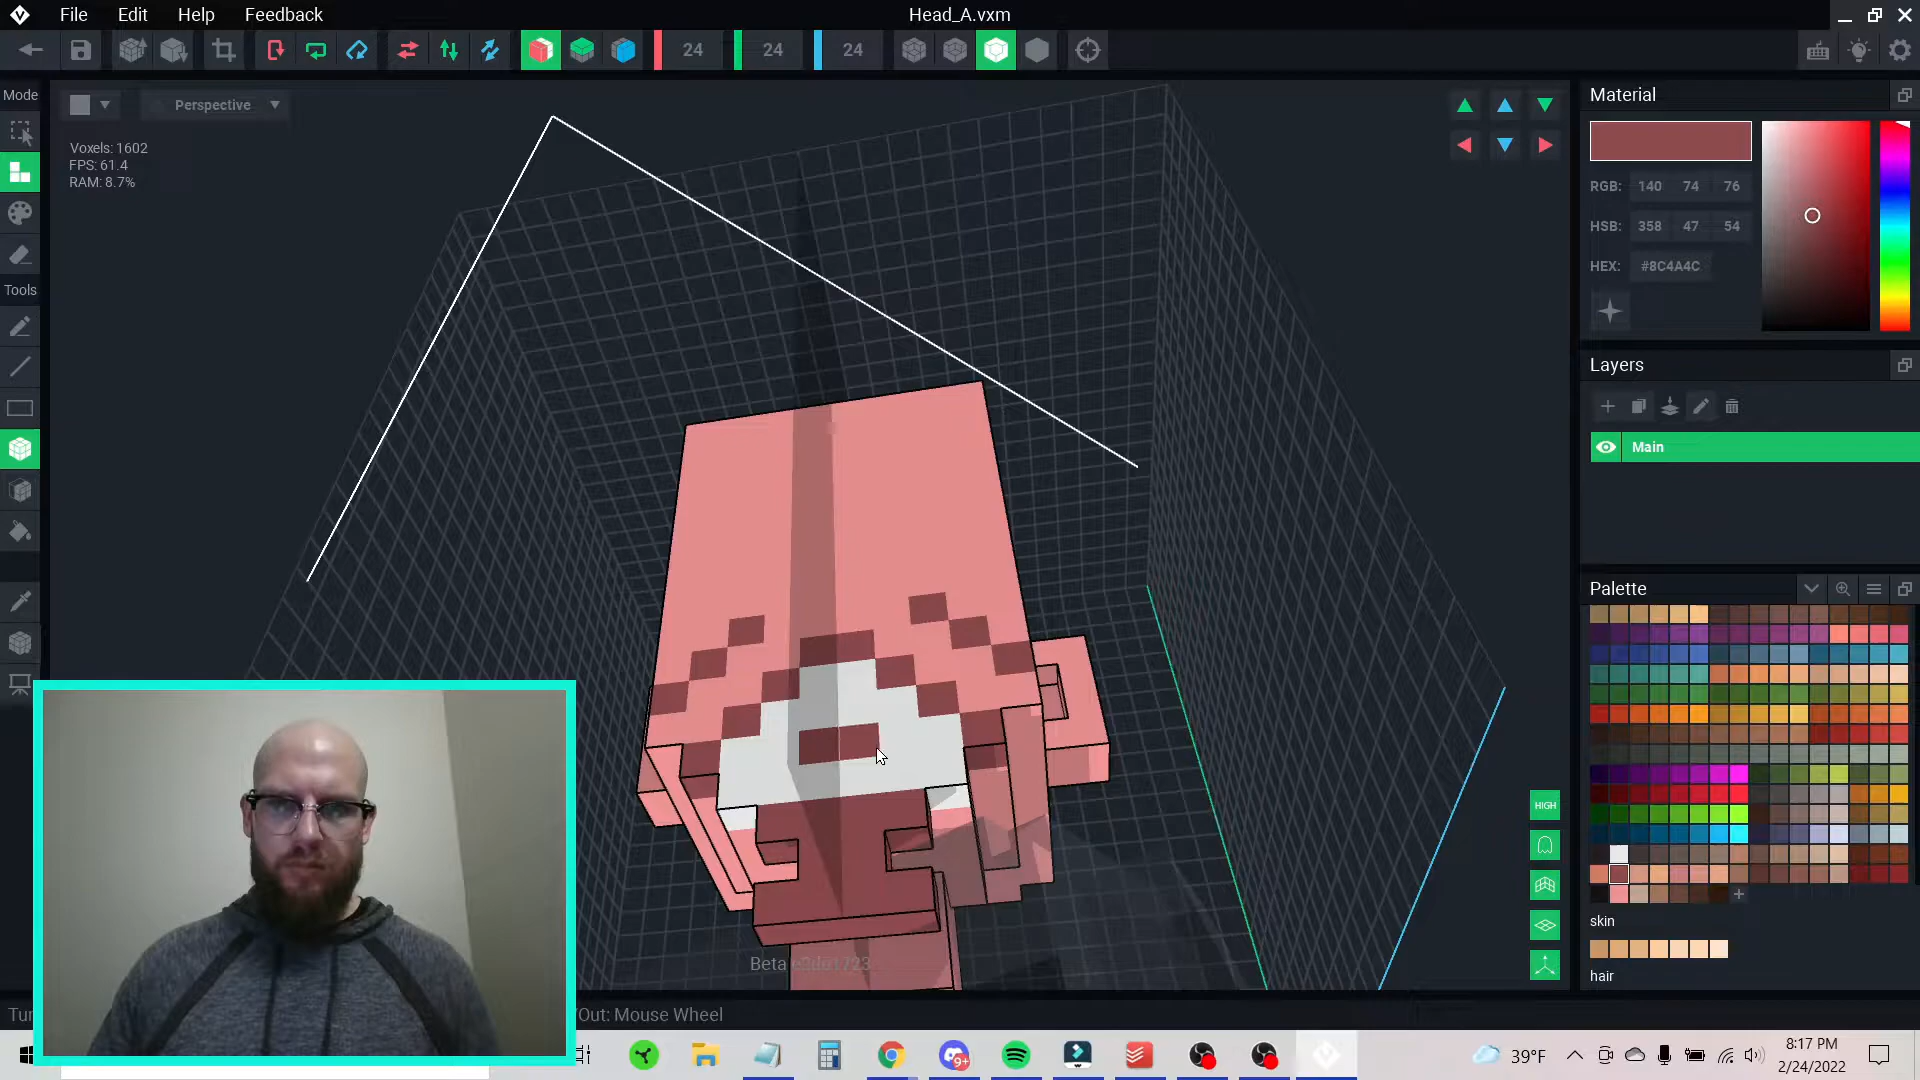 File Edit Help Feedback Head_A.vxm
24 24 24
Mode
Perspective
Voxels: 1602
FPS: 61.4
RAM: 8.7%
Tools
Material
RGB: 140 74 76
HSB: 358 47 54
HEX: #8C4A4C
Layers
Main
Palette
HIGH
skin
hair
Beta
/Out: Mouse Wheel
9+
39°F
8:17 PM
2/24/2022